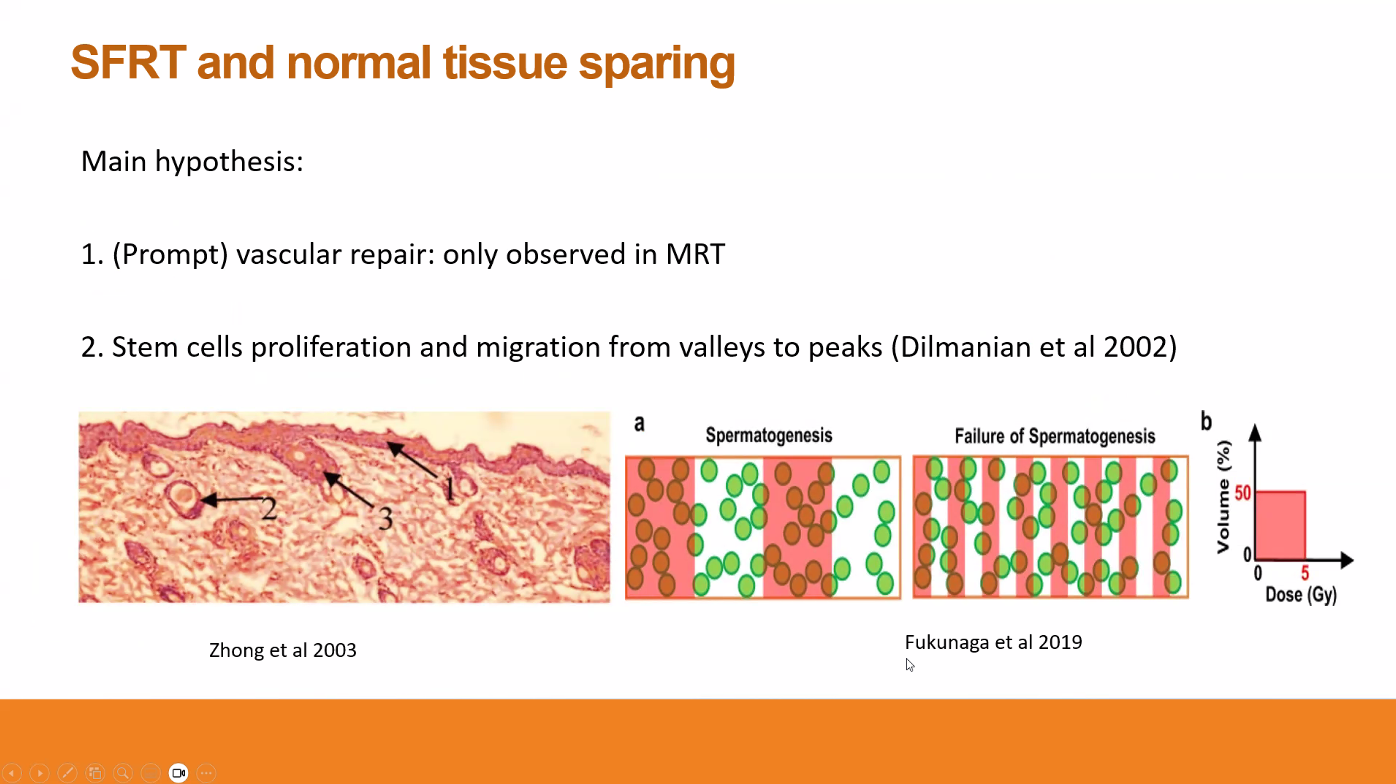 SFRT and normal tissue sparing
Main hypothesis:
1. (Prompt) vascular repair: only observed in MRT
2. Stem cells proliferation and migration from valleys to peaks (Dilmanian et al 2002)
1
2
3
Zhong et al 2003
a
Spermatogenesis
Failure of Spermatogenesis
b
Volume (%)
50
0
0
5
Dose (Gy)
Fukunaga et al 2019